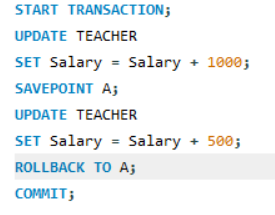 START TRANSACTION;
UPDATE TEACHER
SET Salary = Salary + 1000;
SAVEPOINT A;
UPDATE TEACHER
SET Salary = Salary + 500;
ROLLBACK TO A;
COMMIT;